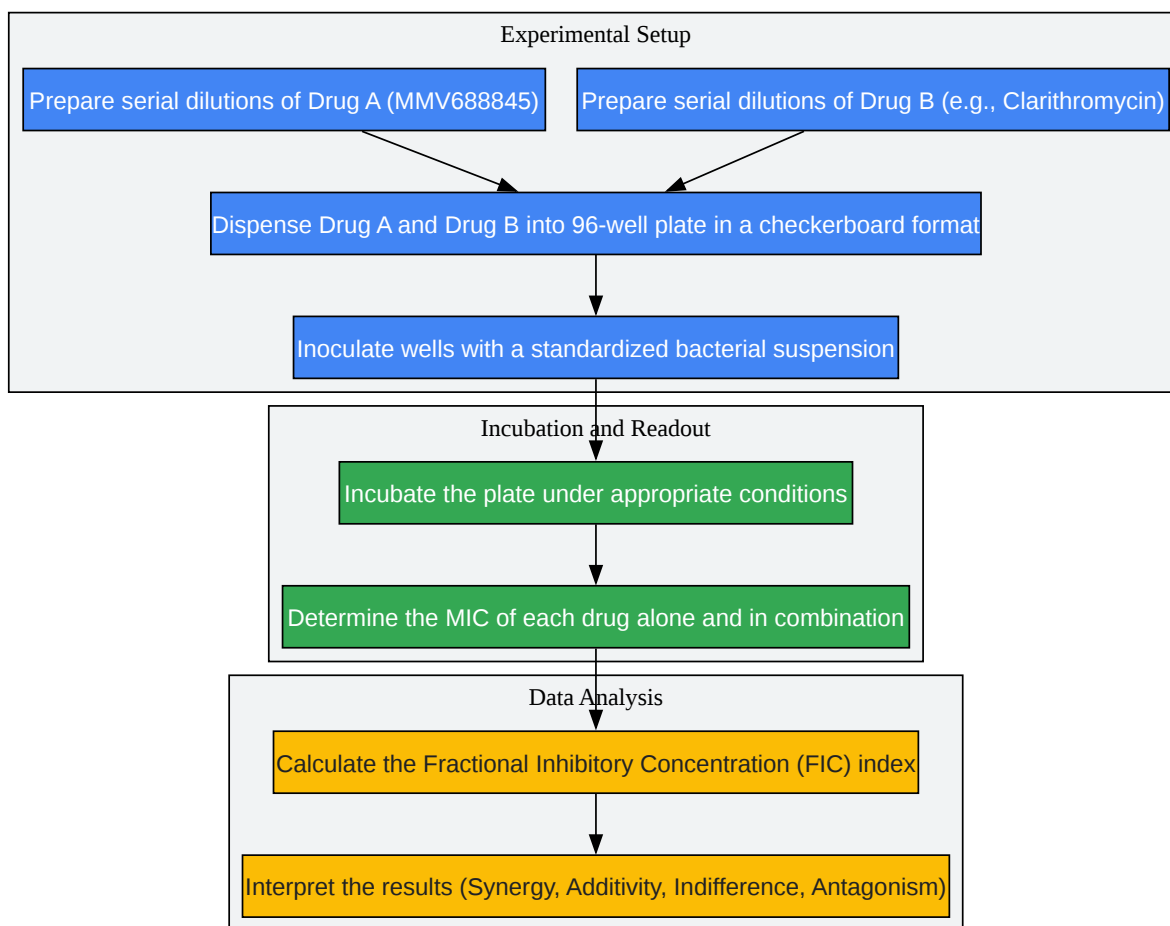 Experimental Setup
Prepare serial dilutions of Drug A (MMV688845)
Prepare serial dilutions of Drug B (e.g., Clarithromycin)
Dispense Drug A and Drug B into 96-well plate in a checkerboard format
Inoculate wells with a standardized bacterial suspension
Incubation and Readout
Incubate the plate under appropriate conditions
Determine the MIC of each drug alone and in combination
Data Analysis
Calculate the Fractional Inhibitory Concentration (FIC) index
Interpret the results (Synergy, Additivity, Indifference, Antagonism)